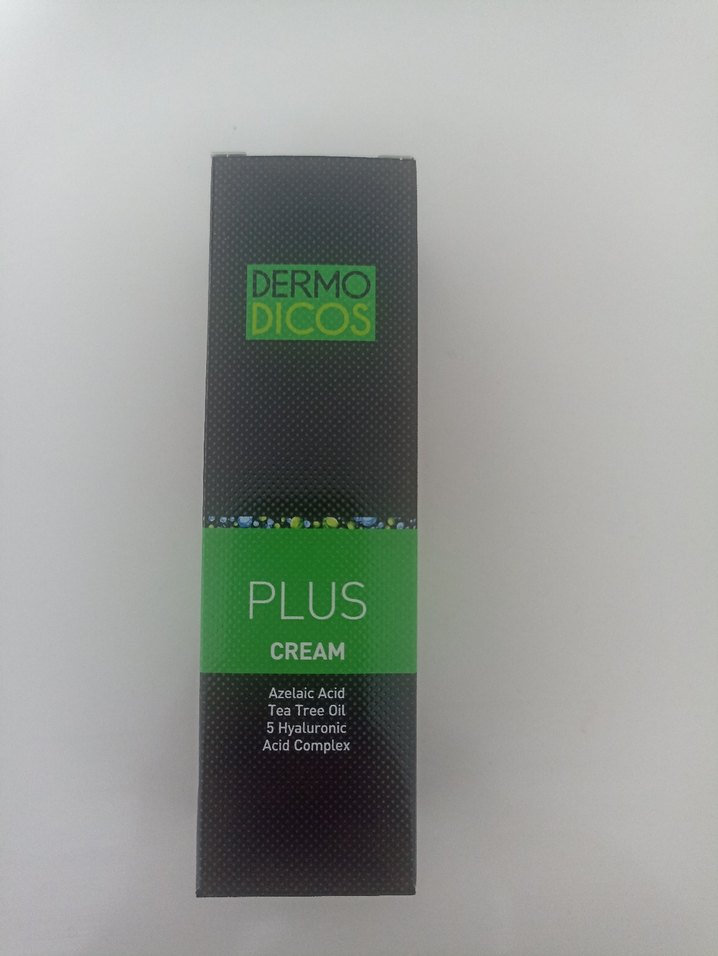 DERMO
DICOS
PLUS
CREAM
Azelaic Acid
Tea Tree Oil
5 Hyaluronic
Acid Complex